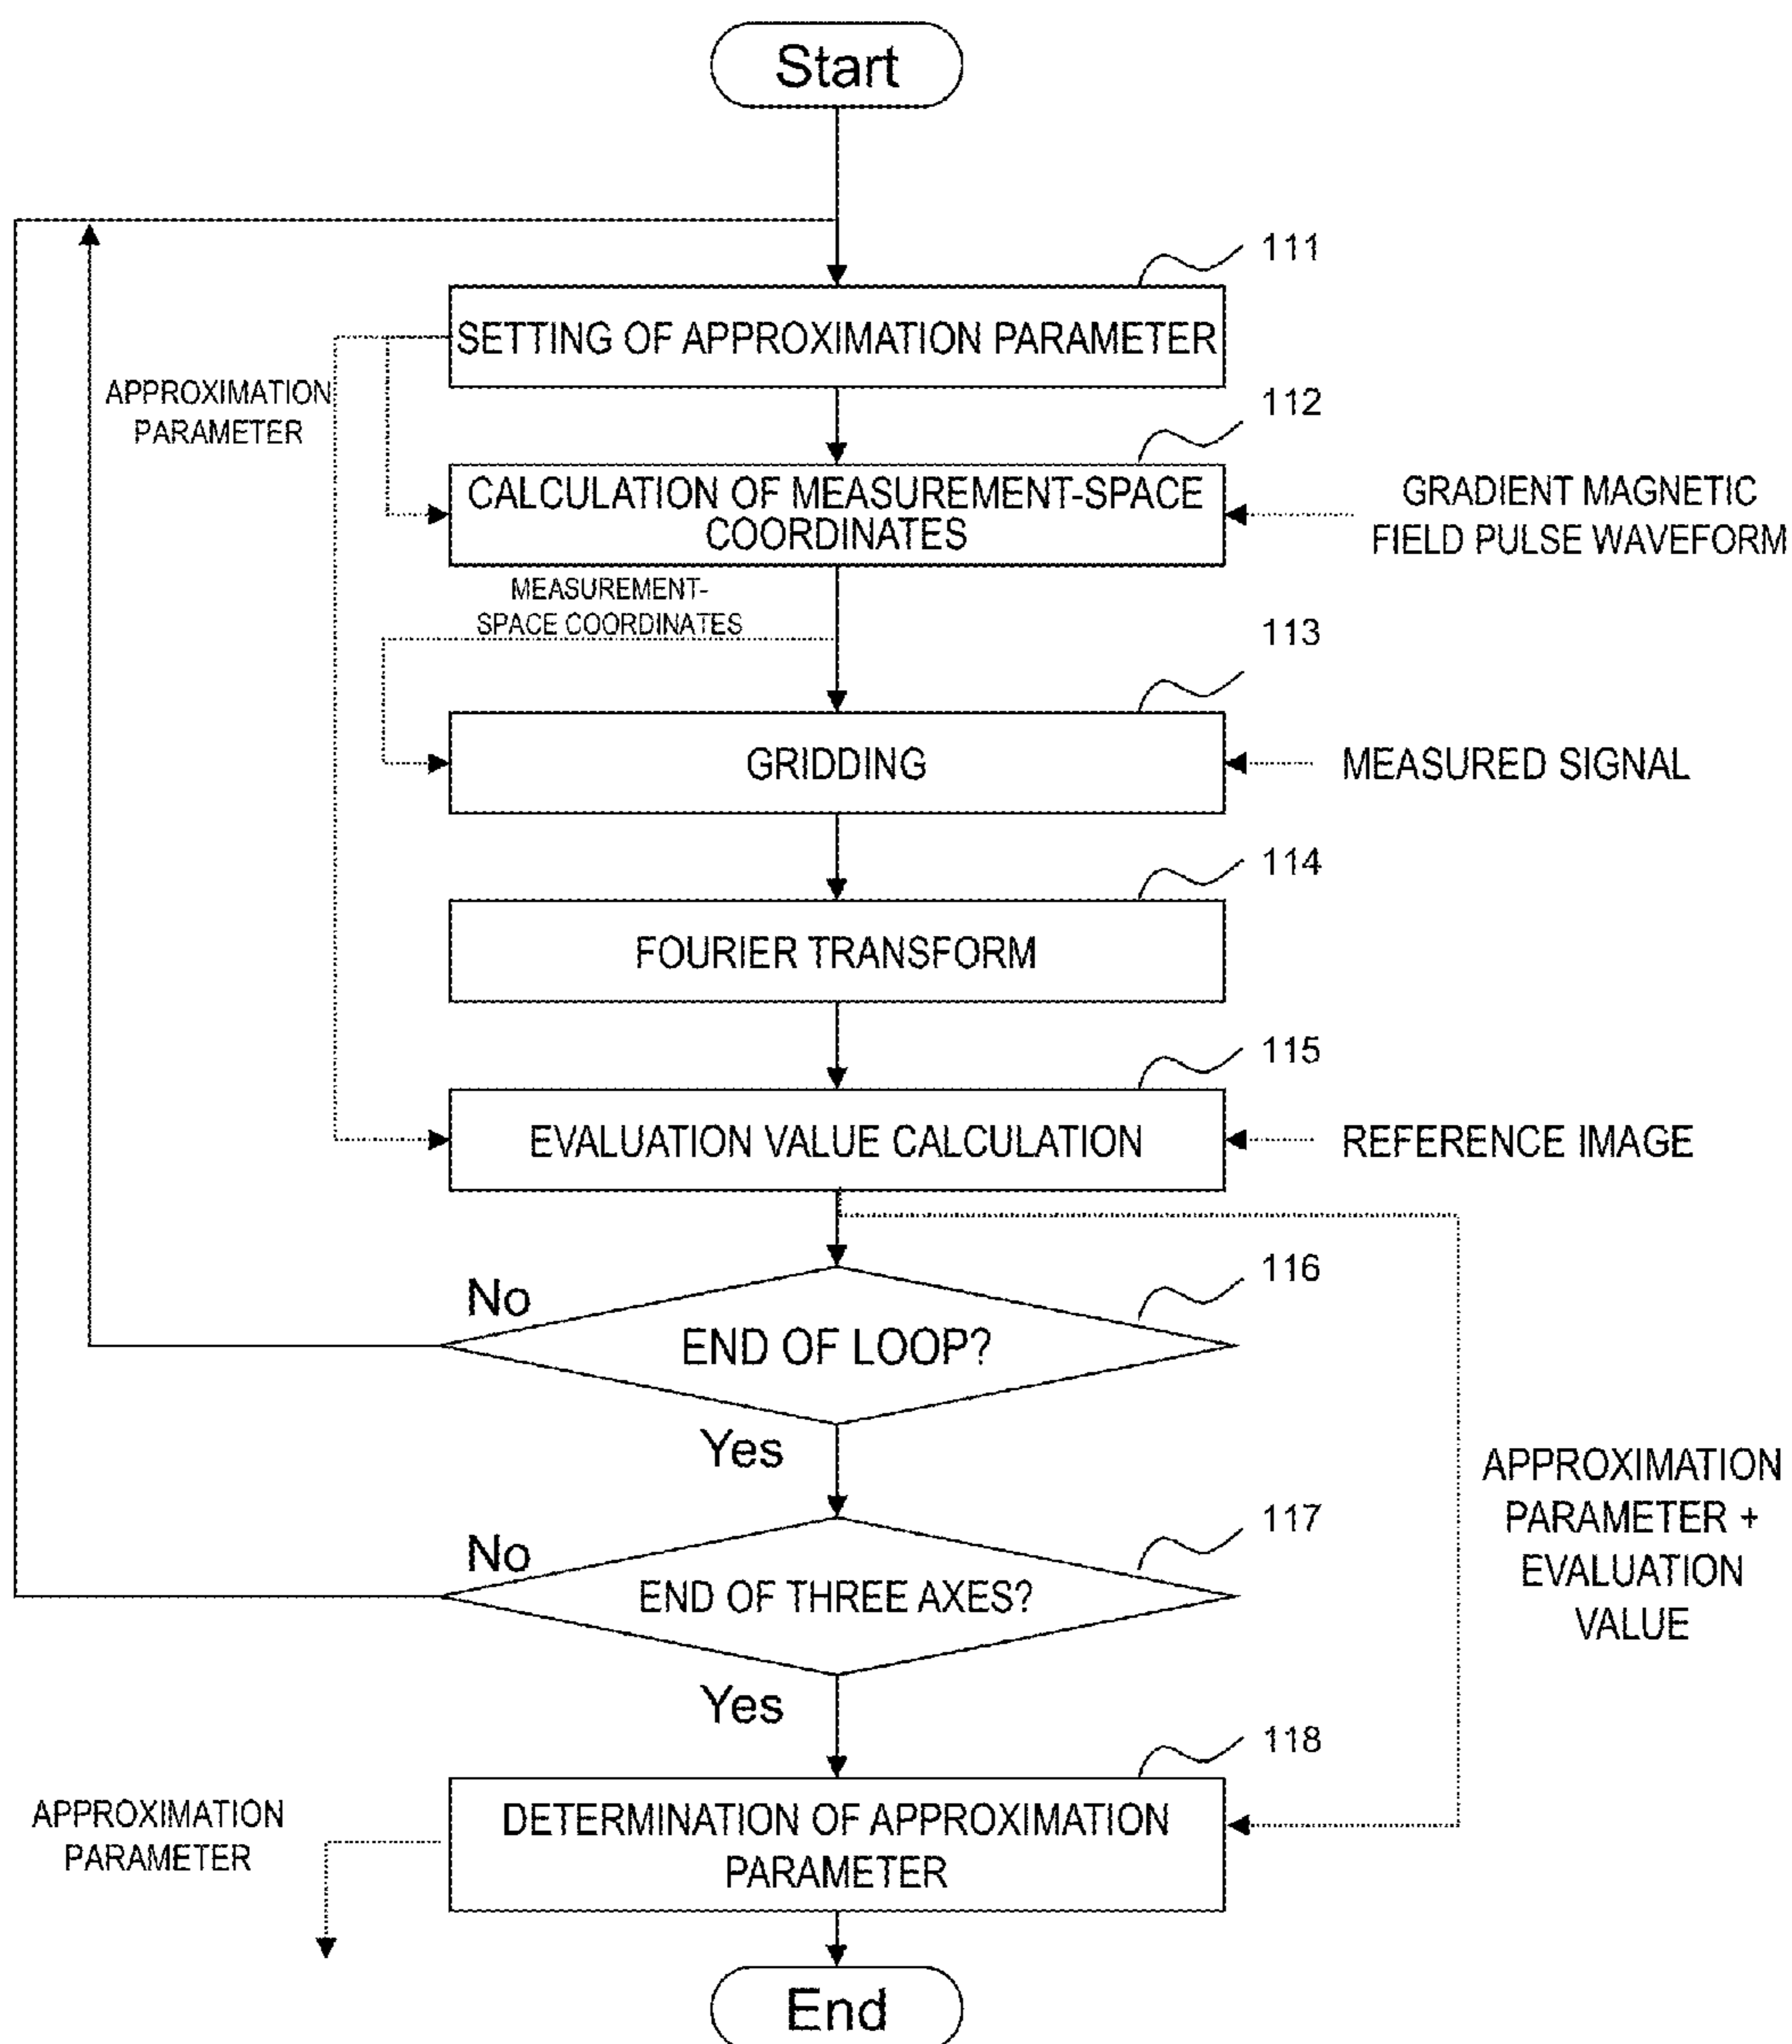 Start
111
SETTING OF APPROXIMATION PARAMETER
APPROXIMATION
PARAMETER
112
CALCULATION OF MEASUREMENT-SPACE
COORDINATES
GRADIENT MAGNETIC
FIELD PULSE WAVEFORM
MEASUREMENT-
SPACE COORDINATES
113
GRIDDING
MEASURED SIGNAL
114
FOURIER TRANSFORM
115
EVALUATION VALUE CALCULATION
REFERENCE IMAGE
116
No
END OF LOOP?
Yes
APPROXIMATION
PARAMETER +
EVALUATION
VALUE
117
No
END OF THREE AXES?
Yes
118
DETERMINATION OF APPROXIMATION
PARAMETER
APPROXIMATION
PARAMETER
End